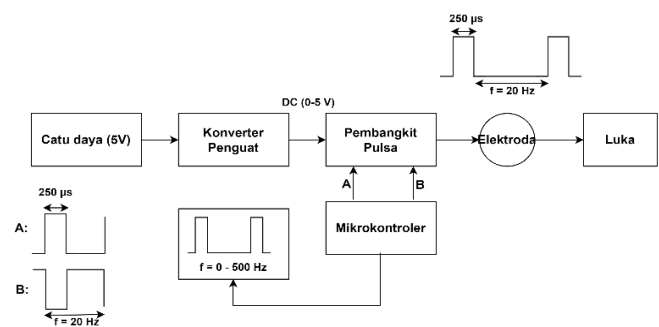 250 µs
f = 20 Hz
DC (0-5 V)
Catu daya (5V)
Konverter
Penguat
Pembangkit
Pulsa
Elektroda
Luka
A
B
Mikrokontroler
f = 0 - 500 Hz
250 µs
A:
B:
f = 20 Hz